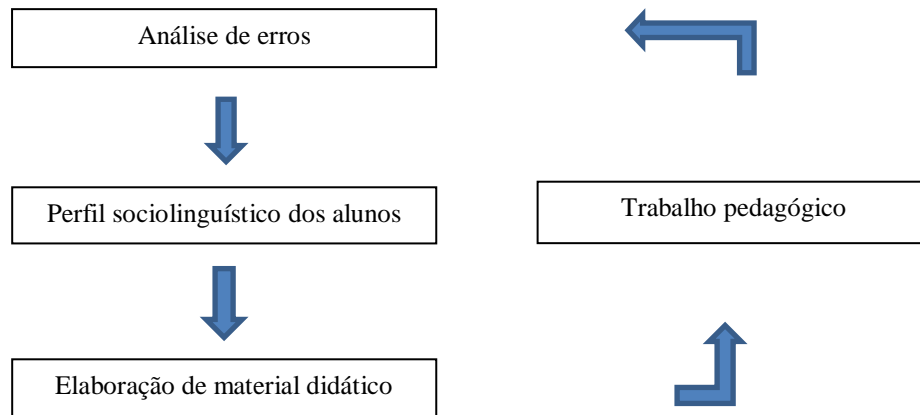 Análise de erros
Perfil sociolinguístico dos alunos
Trabalho pedagógico
Elaboração de material didático